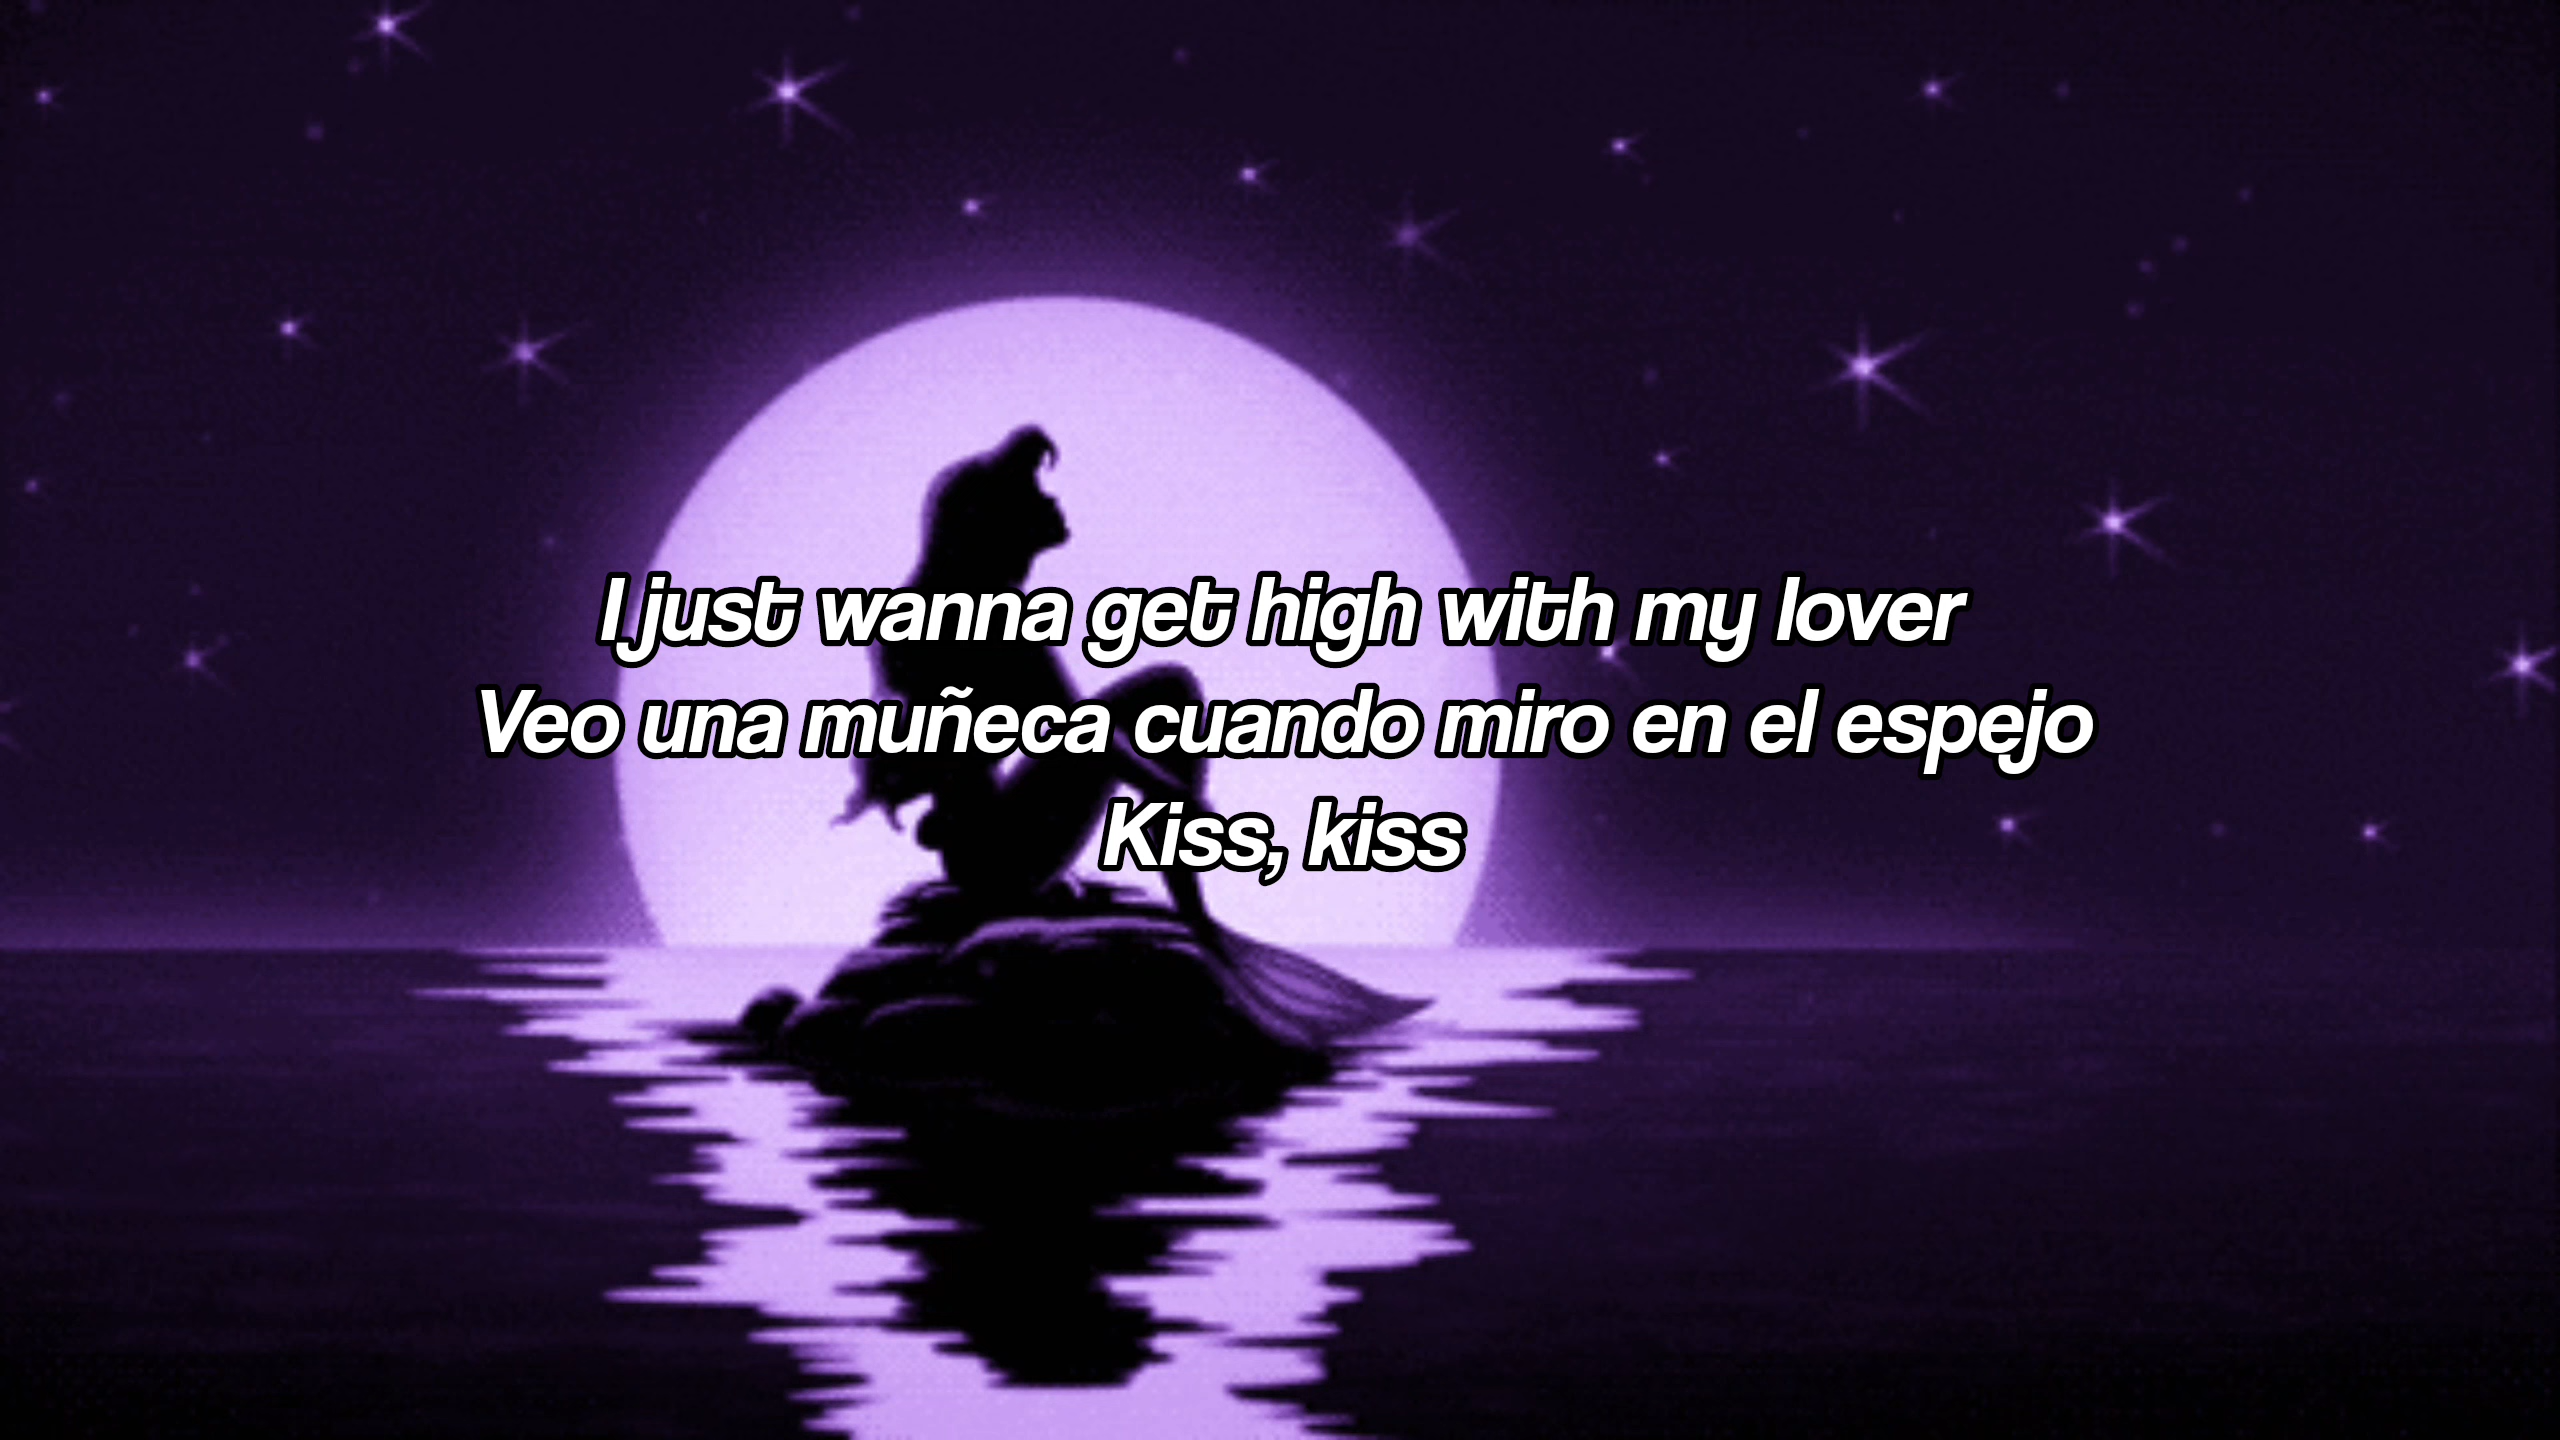 I just wanna get high with my lover
Veo una muñeca cuando miro en el espejo
Kiss, kiss